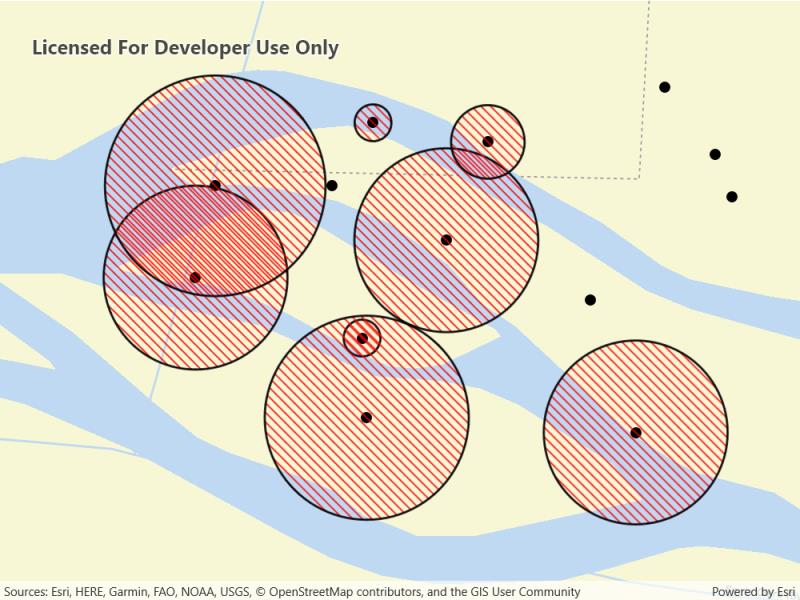 Licensed For Developer Use Only
Sources: Esri, HERE, Garmin, FAO, NOAA, USGS, © OpenStreetMap contributors, and the GIS User Community
Powered by Esri